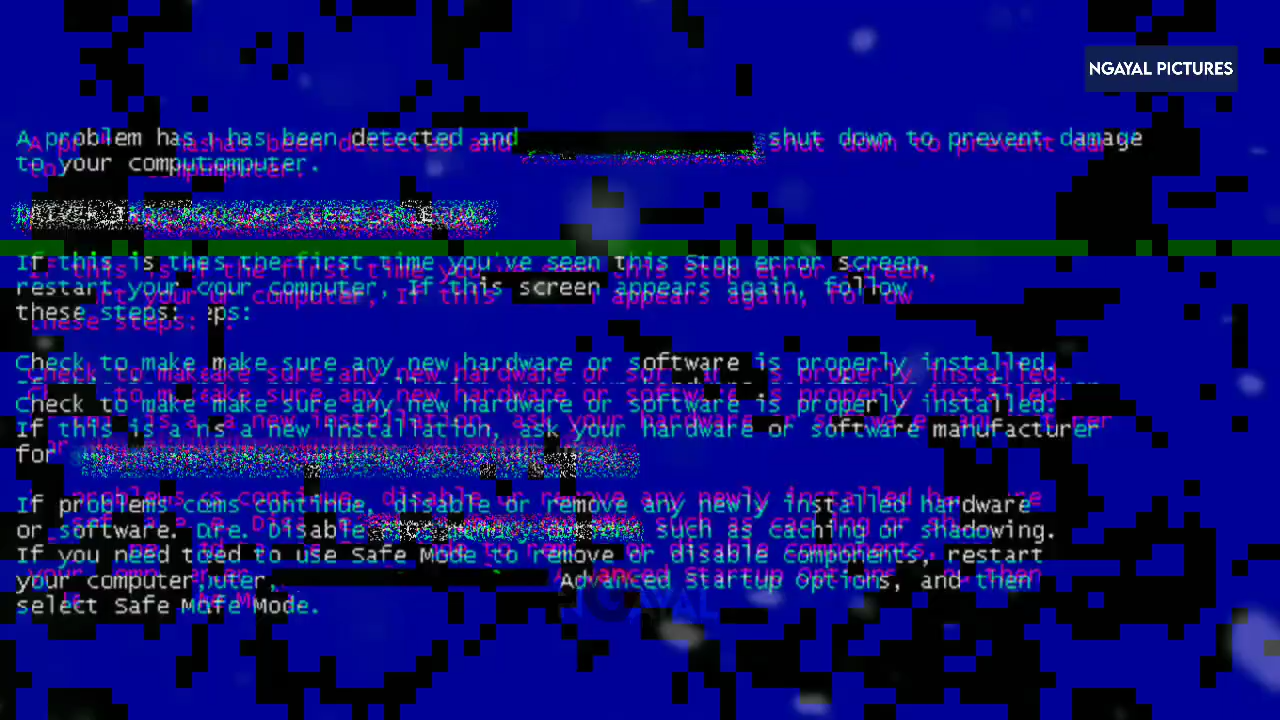 NGAYAL PICTURES
A problem has has been detected and shut down to prevent damage
to your computomputer.
If this is thes the first time you've seen this Stop error screen,
restart your cour computer, If this screen appears again, follow
these steps: eps:
Check to make make sure any new hardware or software is properly installed.
Check to make make sure any new hardware or software is properly installed.
If this is a ns a new installation, ask your hardware or software manufacturer
for
If problems coms continue, disable or remove any newly installed hardware
or software. Dre. Disable such as caching or shadowing.
If you need teed to use Safe Mode to remove or disable components, restart
your computer puter, Advanced Startup Options, and then
select Safe Mafe Mode.
NGAYAL